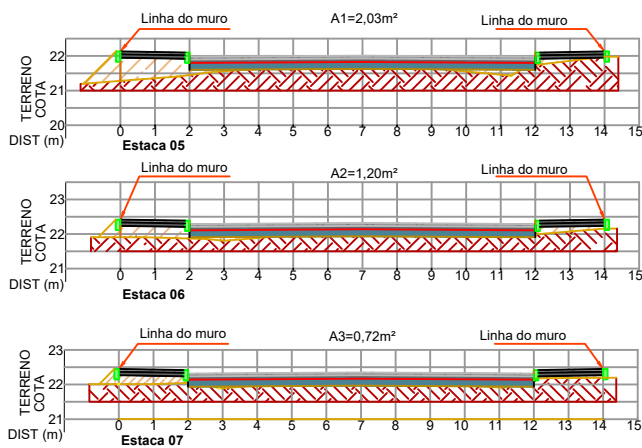 Linha do muro A1=2,03m² Linha do muro
TERRENO
COTA
22
21
20
DIST (m) 0 1 2 3 4 5 6 7 8 9 10 11 12 13 14 15
Estaca 05
Linha do muro A2=1,20m² Linha do muro
TERRENO
COTA
23
22
21
DIST (m) 0 1 2 3 4 5 6 7 8 9 10 11 12 13 14 15
Estaca 06
Linha do muro A3=0,72m² Linha do muro
TERRENO
COTA
23
22
21
DIST (m) 0 1 2 3 4 5 6 7 8 9 10 11 12 13 14 15
Estaca 07